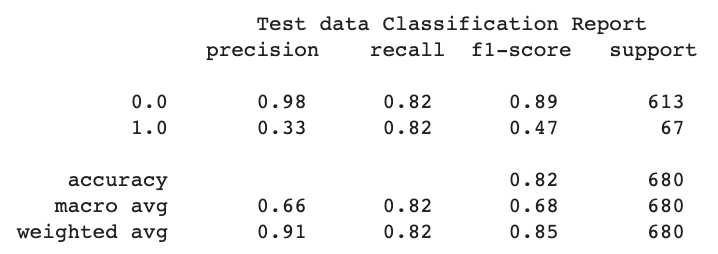 Test data Classification Report
precision recall f1-score support
0.0 0.98 0.82 0.89 613
1.0 0.33 0.82 0.47 67
accuracy 0.82 680
macro avg 0.66 0.82 0.68 680
weighted avg 0.91 0.82 0.85 680